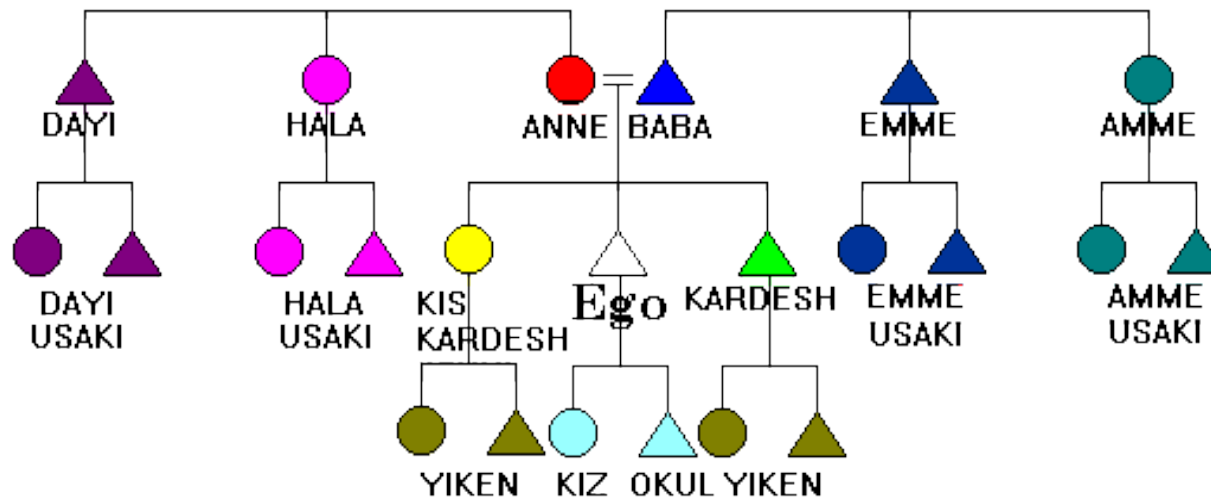 DAYI HALA ANNE BABA EMME AMME
DAYI USAKI
HALA USAKI
KIS KARDESH
Ego
KARDESH
EMME USAKI
AMME USAKI
YIKEN KIZ OKUL YIKEN